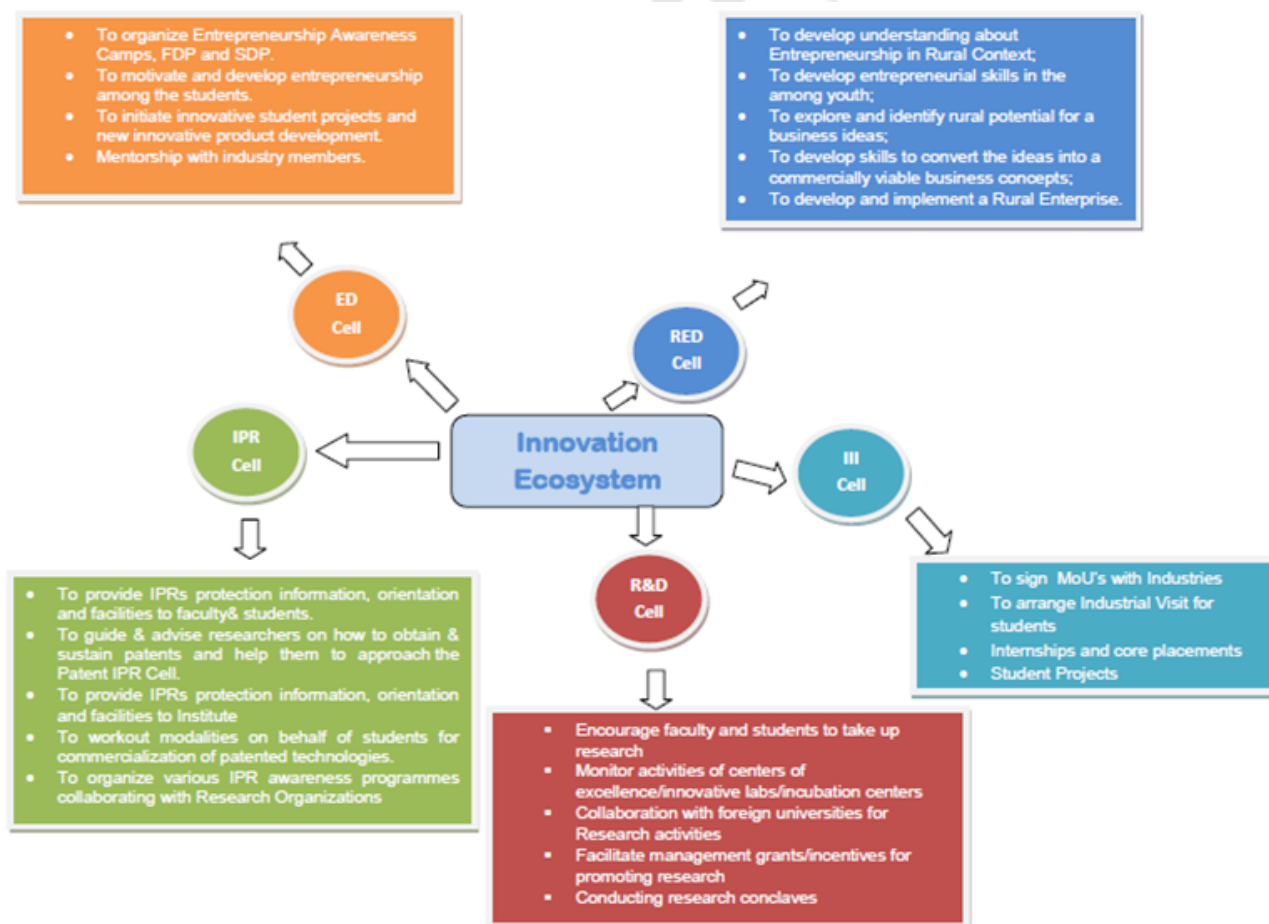 • To organize Entrepreneurship Awareness
Camps, FDP and SDP.
• To motivate and develop entrepreneurship
among the students.
• To initiate innovative student projects and
new innovative product development.
• Mentorship with industry members.
• To develop understanding about
Entrepreneurship in Rural Context;
• To develop entrepreneurial skills in the
among youth;
• To explore and identify rural potential for a
business ideas;
• To develop skills to convert the ideas into a
commercially viable business concepts;
• To develop and implement a Rural Enterprise.
ED
Cell
RED
Cell
IPR
Cell
Innovation
Ecosystem
III
Cell
R&D
Cell
• To provide IPRs protection information, orientation
and facilities to faculty& students.
• To guide & advise researchers on how to obtain &
sustain patents and help them to approach the
Patent IPR Cell.
• To provide IPRs protection information, orientation
and facilities to Institute
• To workout modalities on behalf of students for
commercialization of patented technologies.
• To organize various IPR awareness programmes
collaborating with Research Organizations
• To sign MoU's with Industries
• To arrange Industrial Visit for
students
• Internships and core placements
• Student Projects
▪ Encourage faculty and students to take up
research
▪ Monitor activities of centers of
excellence/innovative labs/incubation centers
▪ Collaboration with foreign universities for
Research activities
▪ Facilitate management grants/incentives for
promoting research
▪ Conducting research conclaves